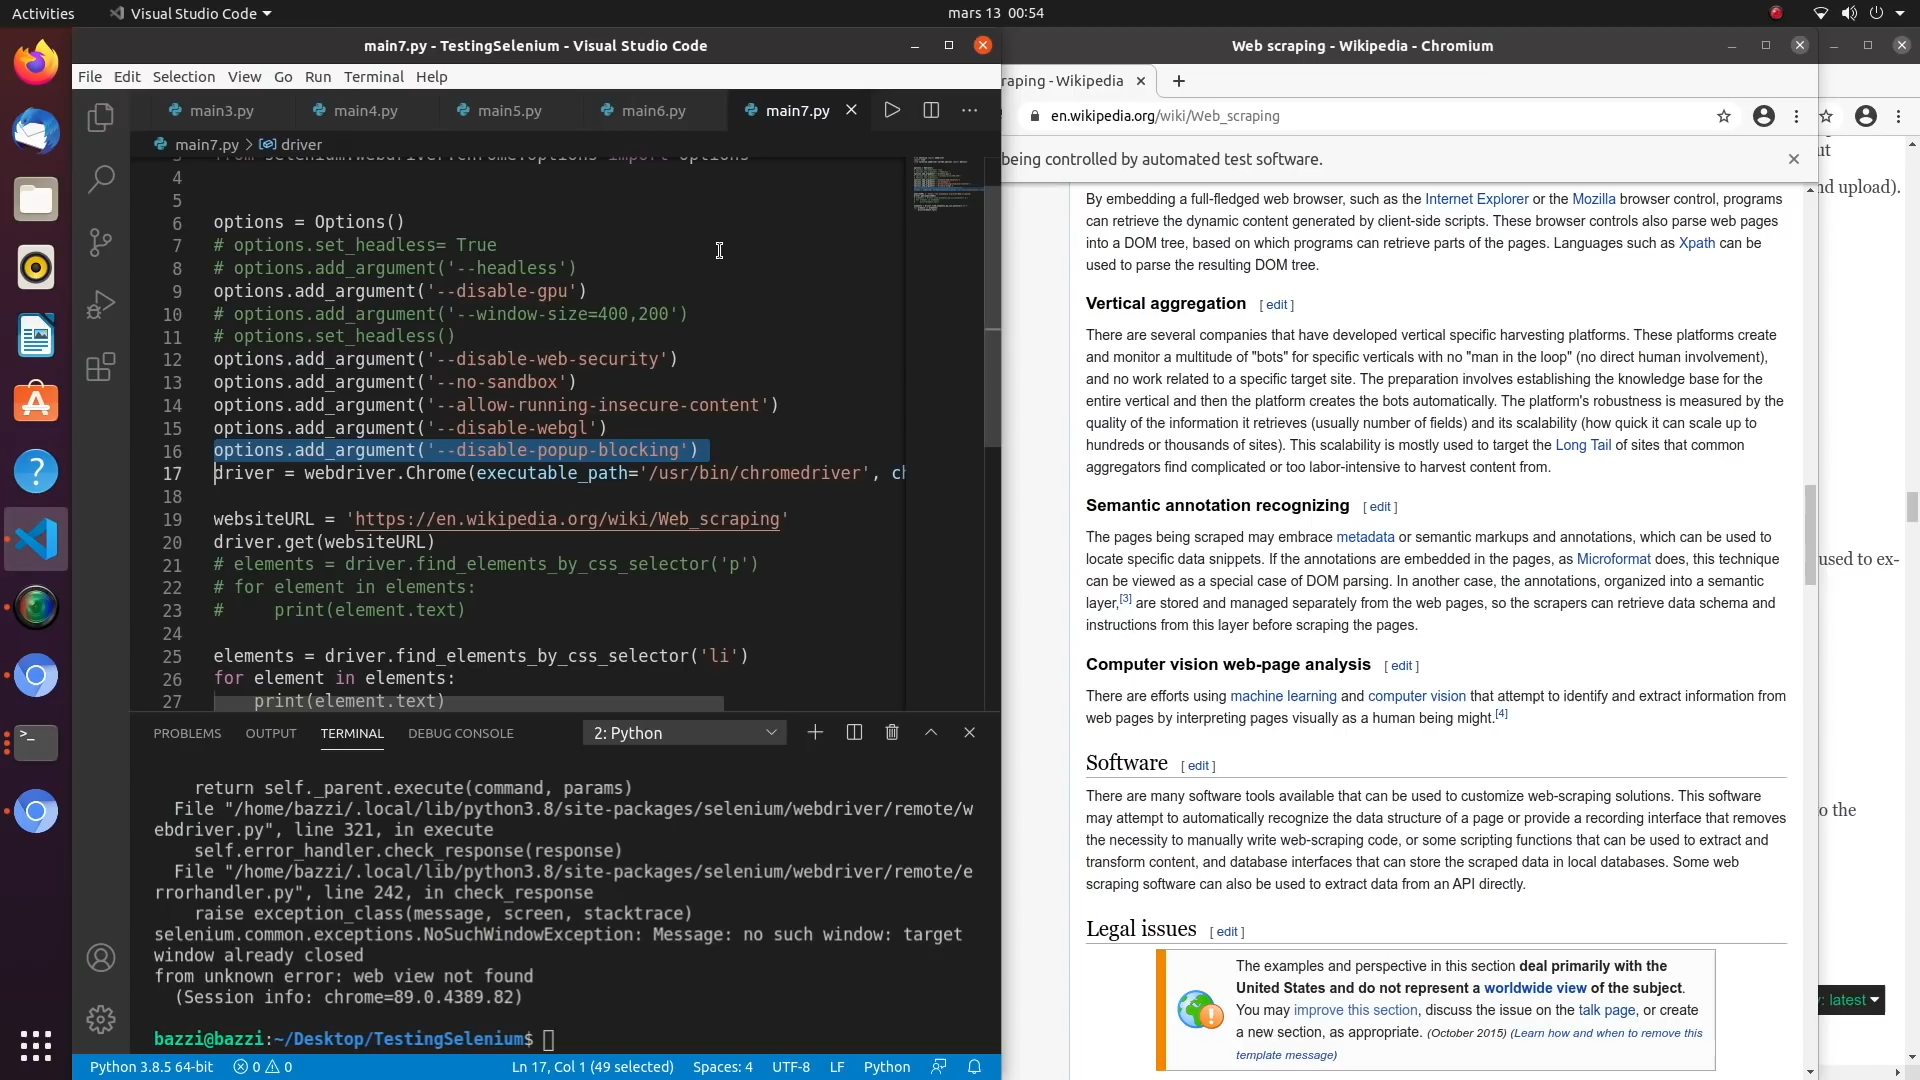 Activities
Visual Studio Code
mars 13 00:54
main7.py - TestingSelenium - Visual Studio Code
File Edit Selection View Go Run Terminal Help
main3.py main4.py main5.py main6.py main7.py
main7.py > driver
3 from selenium.webdriver.chrome.options import Options
4
5
6 options = Options()
7 # options.set_headless= True
8 # options.add_argument('--headless')
9 options.add_argument('--disable-gpu')
10 # options.add_argument('--window-size=400,200')
11 # options.set_headless()
12 options.add_argument('--disable-web-security')
13 options.add_argument('--no-sandbox')
14 options.add_argument('--allow-running-insecure-content')
15 options.add_argument('--disable-webgl')
16 options.add_argument('--disable-popup-blocking')
17 driver = webdriver.Chrome(executable_path='/usr/bin/chromedriver', ch
18
19 websiteURL = 'https://en.wikipedia.org/wiki/Web_scraping'
20 driver.get(websiteURL)
21 # elements = driver.find_elements_by_css_selector('p')
22 # for element in elements:
23 #     print(element.text)
24
25 elements = driver.find_elements_by_css_selector('li')
26 for element in elements:
27     print(element.text)
PROBLEMS OUTPUT TERMINAL DEBUG CONSOLE 2: Python
    return self._parent.execute(command, params)
  File "/home/bazzi/.local/lib/python3.8/site-packages/selenium/webdriver/remote/w
ebdriver.py", line 321, in execute
    self.error_handler.check_response(response)
  File "/home/bazzi/.local/lib/python3.8/site-packages/selenium/webdriver/remote/e
rrorhandler.py", line 242, in check_response
    raise exception_class(message, screen, stacktrace)
selenium.common.exceptions.NoSuchWindowException: Message: no such window: target
window already closed
from unknown error: web view not found
  (Session info: chrome=89.0.4389.82)
bazzi@bazzi:~/Desktop/TestingSelenium$
Python 3.8.5 64-bit 0 0 Ln 17, Col 1 (49 selected) Spaces: 4 UTF-8 LF Python
Web scraping - Wikipedia - Chromium
raping - Wikipedia
en.wikipedia.org/wiki/Web_scraping
being controlled by automated test software.
By embedding a full-fledged web browser, such as the Internet Explorer or the Mozilla browser control, programs
can retrieve the dynamic content generated by client-side scripts. These browser controls also parse web pages
into a DOM tree, based on which programs can retrieve parts of the pages. Languages such as Xpath can be
used to parse the resulting DOM tree.
Vertical aggregation [ edit ]
There are several companies that have developed vertical specific harvesting platforms. These platforms create
and monitor a multitude of "bots" for specific verticals with no "man in the loop" (no direct human involvement),
and no work related to a specific target site. The preparation involves establishing the knowledge base for the
entire vertical and then the platform creates the bots automatically. The platform's robustness is measured by the
quality of the information it retrieves (usually number of fields) and its scalability (how quick it can scale up to
hundreds or thousands of sites). This scalability is mostly used to target the Long Tail of sites that common
aggregators find complicated or too labor-intensive to harvest content from.
Semantic annotation recognizing [ edit ]
The pages being scraped may embrace metadata or semantic markups and annotations, which can be used to
locate specific data snippets. If the annotations are embedded in the pages, as Microformat does, this technique
can be viewed as a special case of DOM parsing. In another case, the annotations, organized into a semantic
layer,[3] are stored and managed separately from the web pages, so the scrapers can retrieve data schema and
instructions from this layer before scraping the pages.
Computer vision web-page analysis [ edit ]
There are efforts using machine learning and computer vision that attempt to identify and extract information from
web pages by interpreting pages visually as a human being might.[4]
Software [ edit ]
There are many software tools available that can be used to customize web-scraping solutions. This software
may attempt to automatically recognize the data structure of a page or provide a recording interface that removes
the necessity to manually write web-scraping code, or some scripting functions that can be used to extract and
transform content, and database interfaces that can store the scraped data in local databases. Some web
scraping software can also be used to extract data from an API directly.
Legal issues [ edit ]
The examples and perspective in this section deal primarily with the
United States and do not represent a worldwide view of the subject.
You may improve this section, discuss the issue on the talk page, or create
a new section, as appropriate. (October 2015) (Learn how and when to remove this
template message)
ut
nd upload).
used to ex-
o the
: latest